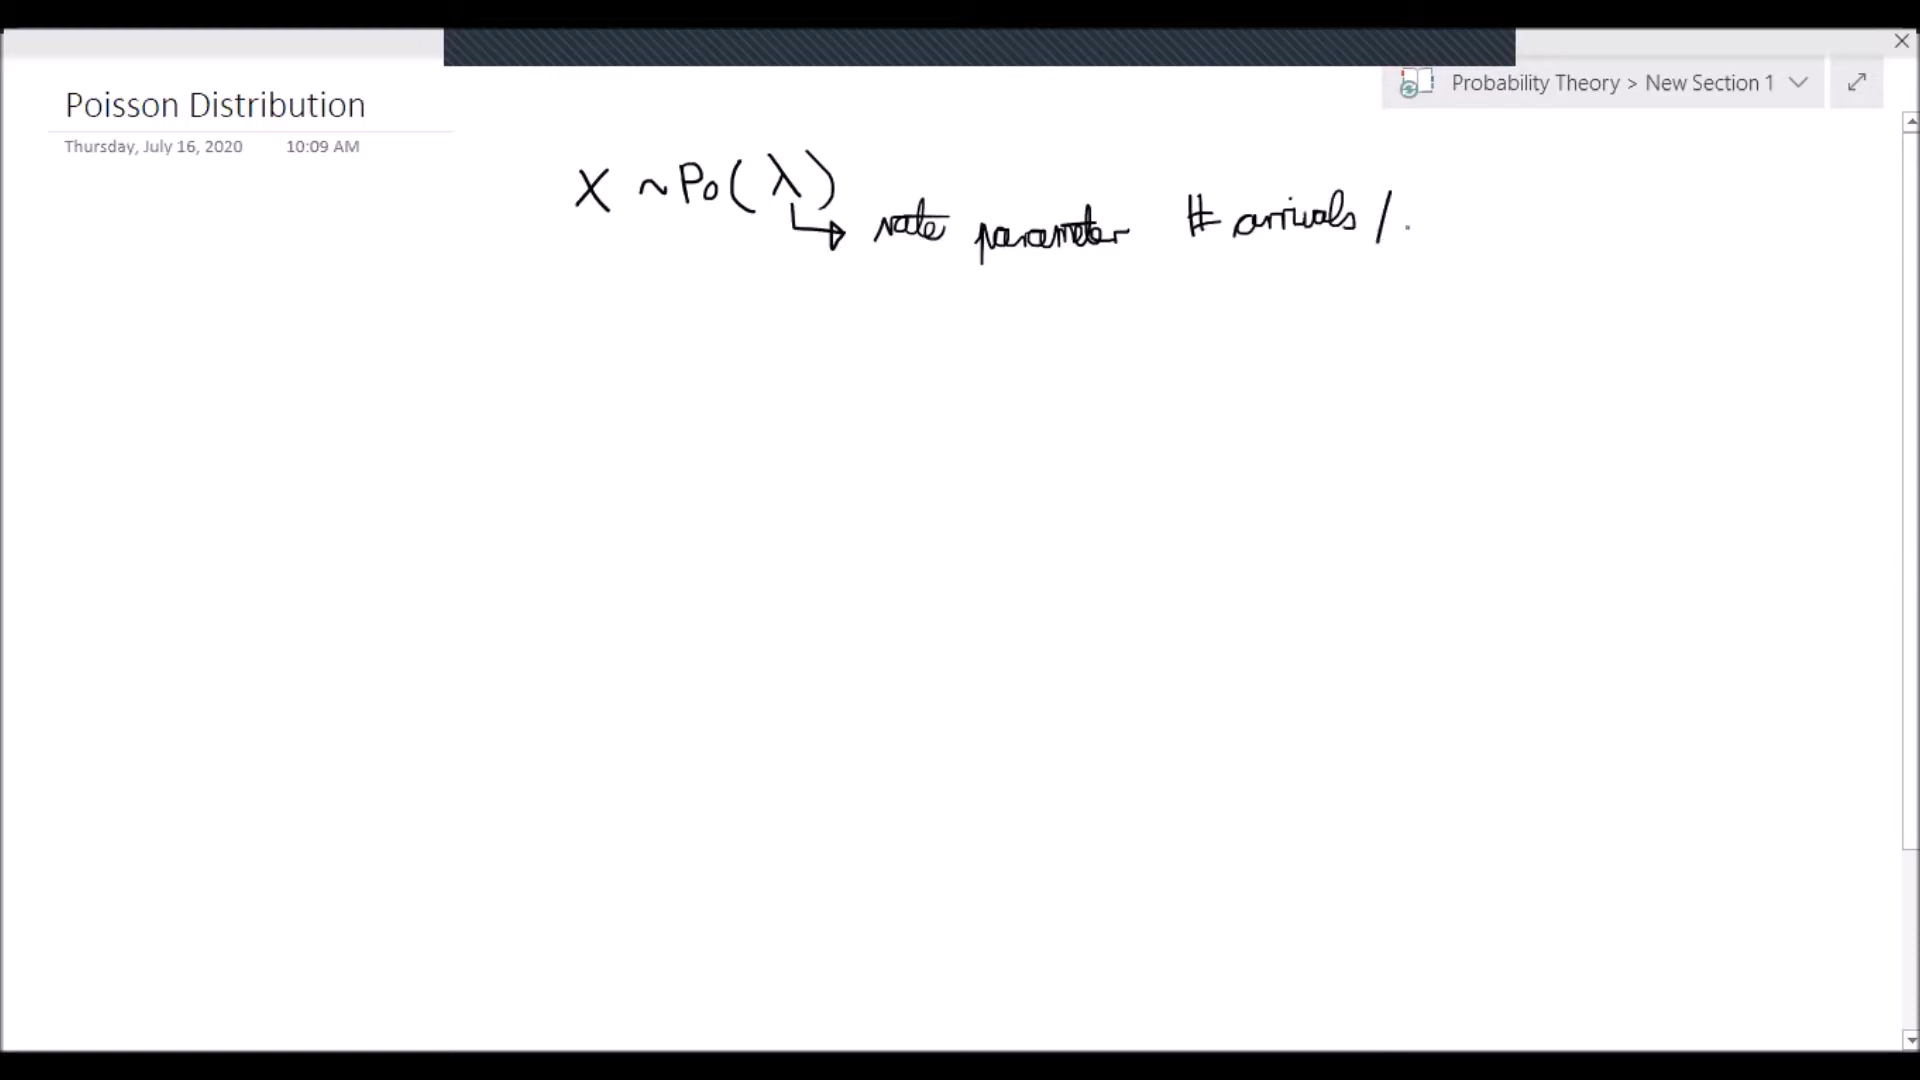 Probability Theory > New Section 1
Poisson Distribution
Thursday, July 16, 2020 10:09 AM
X ~ Po(λ)
rate parameter # arrivals / .